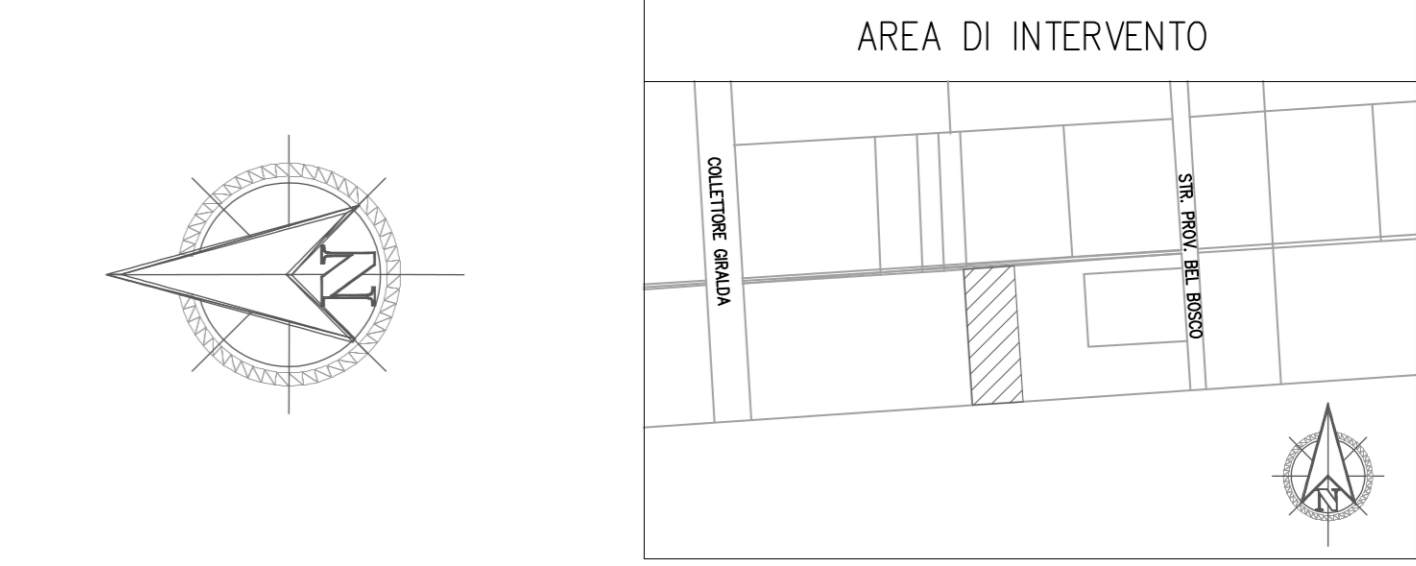 N
AREA DI INTERVENTO
COLLETTORE GIRALDA
STR. PROV. BEL BOSCO
N